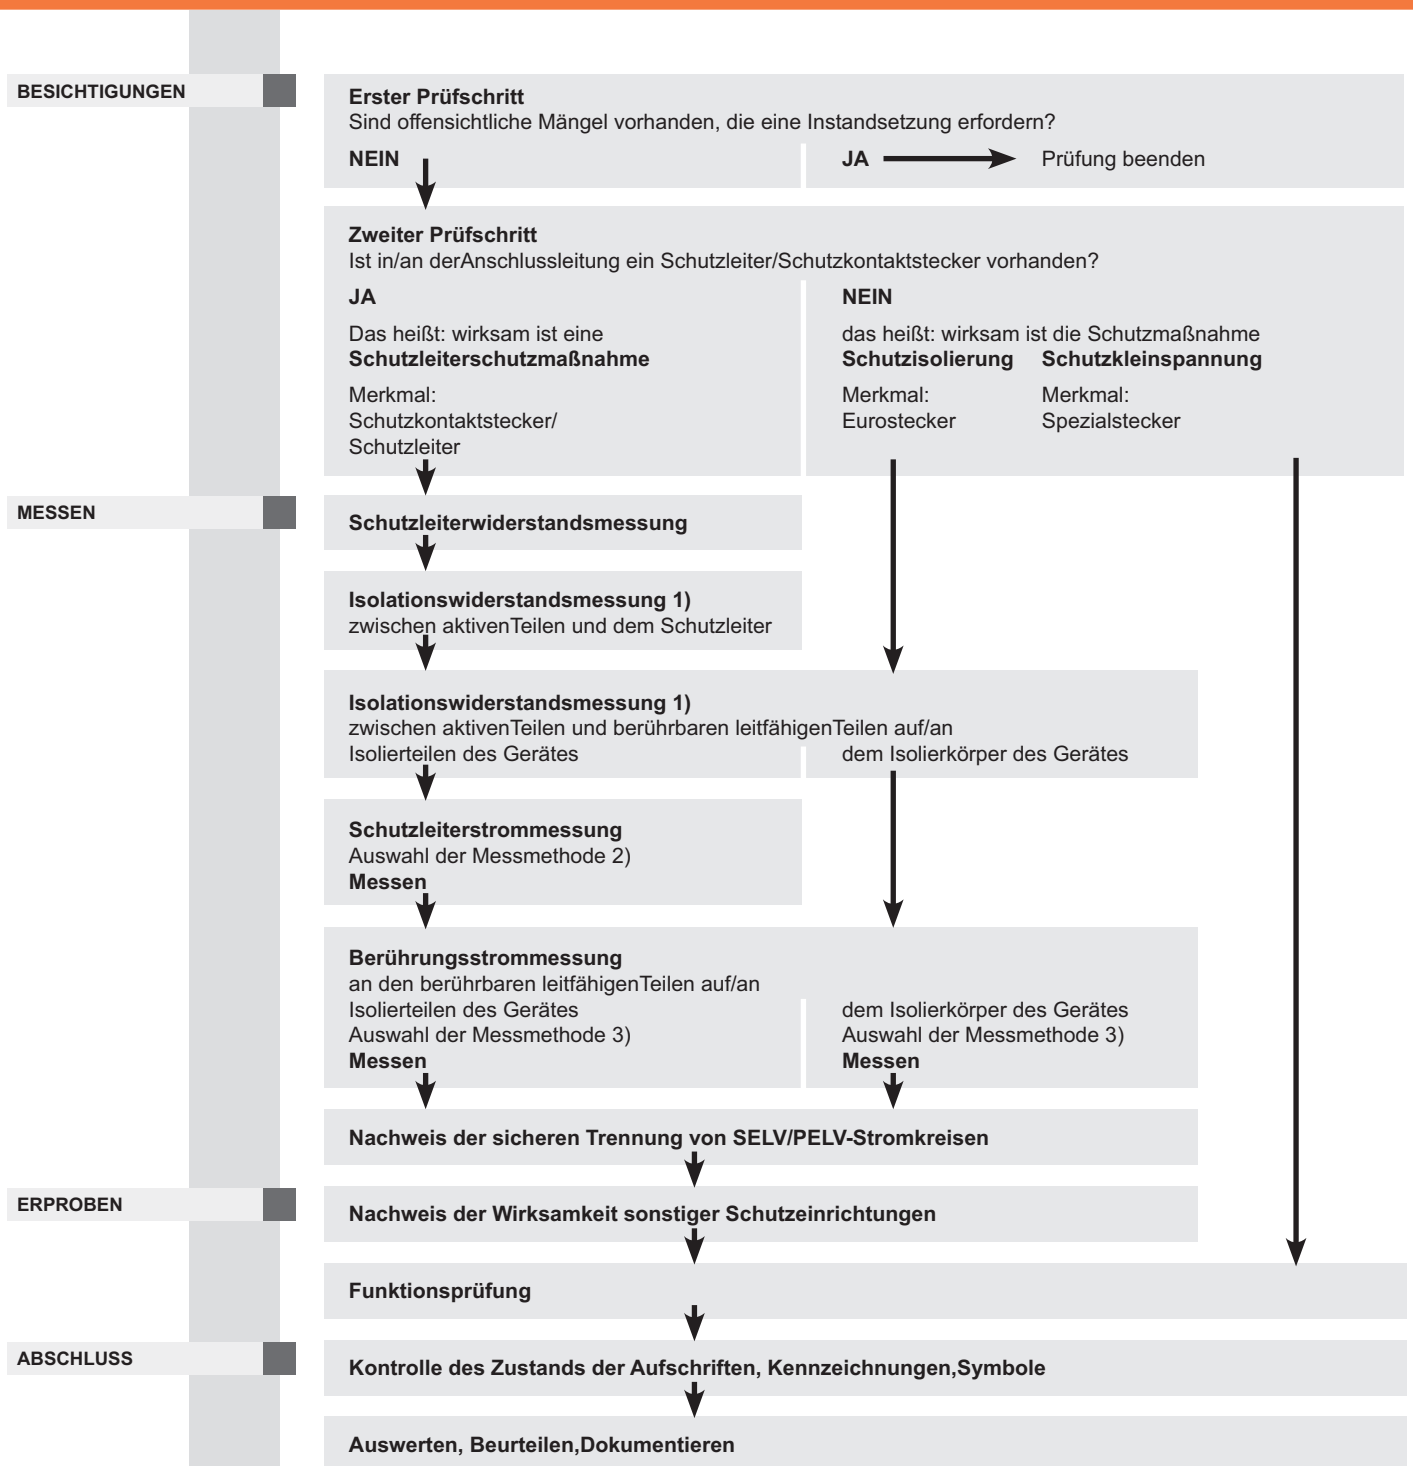 BESICHTIGUNGEN
Erster Prüfschritt
Sind offensichtliche Mängel vorhanden, die eine Instandsetzung erfordern?
NEIN
JA
Prüfung beenden
Zweiter Prüfschritt
Ist in/an derAnschlussleitung ein Schutzleiter/Schutzkontaktstecker vorhanden?
JA
Das heißt: wirksam ist eine
Schutzleiterschutzmaßnahme
Merkmal:
Schutzkontaktstecker/
Schutzleiter
NEIN
das heißt: wirksam ist die Schutzmaßnahme
Schutzisolierung
Merkmal:
Eurostecker
Schutzkleinspannung
Merkmal:
Spezialstecker
MESSEN
Schutzleiterwiderstandsmessung
Isolationswiderstandsmessung 1)
zwischen aktivenTeilen und dem Schutzleiter
Isolationswiderstandsmessung 1)
zwischen aktivenTeilen und berührbaren leitfähigenTeilen auf/an
Isolierteilen des Gerätes
dem Isolierkörper des Gerätes
Schutzleiterstrommessung
Auswahl der Messmethode 2)
Messen
Berührungsstrommessung
an den berührbaren leitfähigenTeilen auf/an
Isolierteilen des Gerätes
Auswahl der Messmethode 3)
Messen
dem Isolierkörper des Gerätes
Auswahl der Messmethode 3)
Messen
Nachweis der sicheren Trennung von SELV/PELV-Stromkreisen
ERPROBEN
Nachweis der Wirksamkeit sonstiger Schutzeinrichtungen
Funktionsprüfung
ABSCHLUSS
Kontrolle des Zustands der Aufschriften, Kennzeichnungen,Symbole
Auswerten, Beurteilen,Dokumentieren